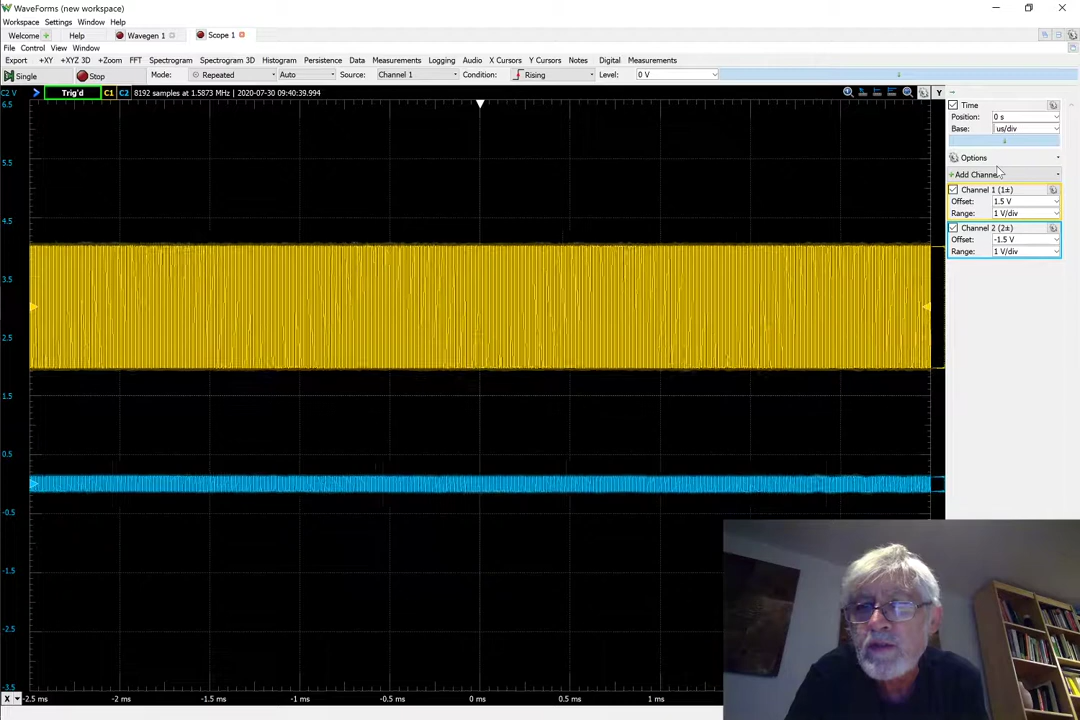 WaveForms (new workspace)
Workspace Settings Window Help
Welcome + Help Wavegen 1 Scope 1
File Control View Window
Export +XY +XYZ 3D +Zoom FFT Spectrogram Spectrogram 3D Histogram Persistence Data Measurements Logging Audio X Cursors Y Cursors Notes Digital Measurements
Single Stop Mode: Repeated Auto Source: Channel 1 Condition: Rising Level: 0 V
C2 V Trig'd C1 C2 8192 samples at 1.5873 MHz | 2020-07-30 09:40:39.994 Y
6.5
5.5
4.5
3.5
2.5
1.5
0.5
-0.5
-1.5
-2.5
-3.5
X -2.5 ms -2 ms -1.5 ms -0.5 ms 0 ms 0.5 ms 1 ms
Time
Position: 0 s
Base: us/div
Options
+ Add Channel
Channel 1 (1±)
Offset: 1.5 V
Range: 1 V/div
Channel 2 (2±)
Offset: -1.5 V
Range: 1 V/div